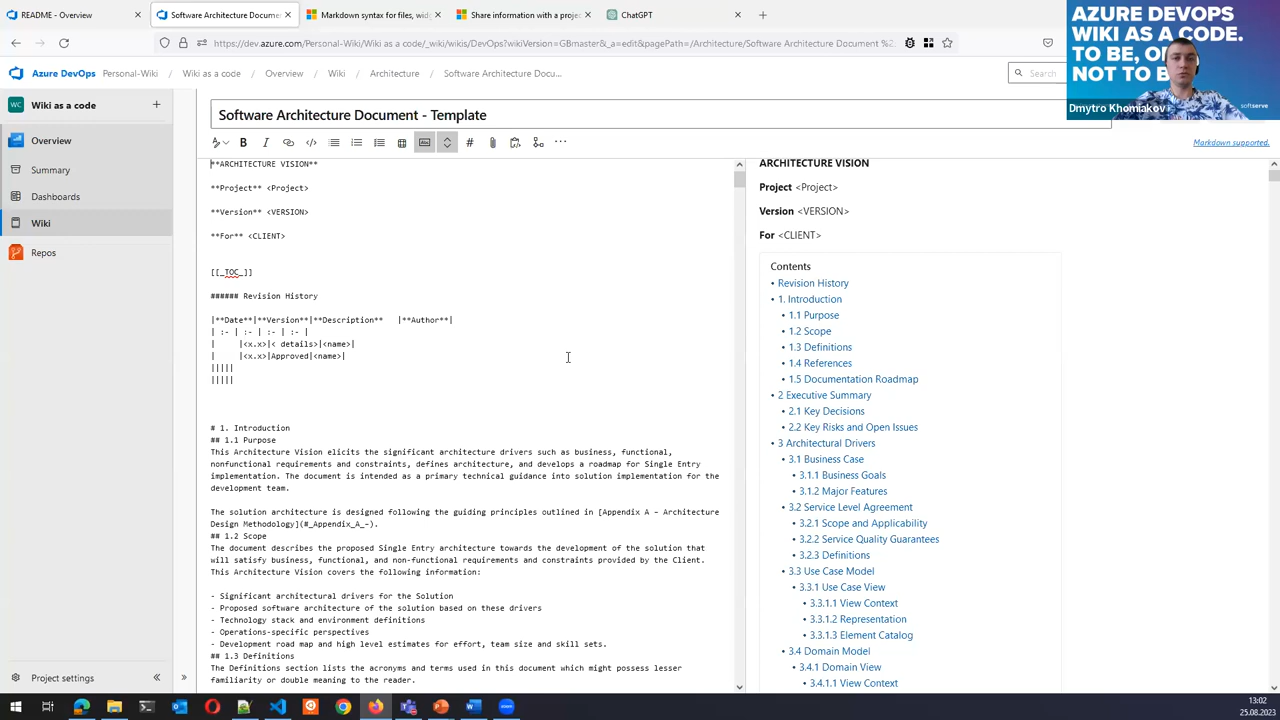 README - Overview
Software Architecture Docume
Markdown syntax for files, wid
Share information with a proje
ChatGPT
AZURE DEVOPS
WIKI AS A CODE.
TO BE, O
NOT TO B
Dmytro Khomiakov
softserve
Azure DevOps
Personal-Wiki
/
Wiki as a code
/
Overview
/
Wiki
/
Architecture
/
Software Architecture Docu...
Search
https://dev.azure.com/Personal-Wiki/Wiki as a code/_wiki/wikis/DevOps?wikiVersion=GBmaster&_a=edit&pagePath=/Architecture/Software Architecture Document %2
WC
Wiki as a code
Overview
Summary
Dashboards
Wiki
Repos
Project settings
Software Architecture Document - Template
B
I
Markdown supported.
**ARCHITECTURE VISION**
**Project** <Project>
**Version** <VERSION>
**For** <CLIENT>
[[_TOC_]]
###### Revision History
|**Date**|**Version**|**Description** |**Author**|
| :- | :- | :- | :- |
| |<x.x>|< details>|<name>|
| |<x.x>|Approved|<name>|
|||||
|||||
# 1. Introduction
## 1.1 Purpose
This Architecture Vision elicits the significant architecture drivers such as business, functional,
nonfunctional requirements and constraints, defines architecture, and develops a roadmap for Single Entry
implementation. The document is intended as a primary technical guidance into solution implementation for the
development team.
The solution architecture is designed following the guiding principles outlined in [Appendix A – Architecture
Design Methodology](#_Appendix_A_–).
## 1.2 Scope
The document describes the proposed Single Entry architecture towards the development of the solution that
will satisfy business, functional, and non-functional requirements and constraints provided by the Client.
This Architecture Vision covers the following information:
- Significant architectural drivers for the Solution
- Proposed software architecture of the solution based on these drivers
- Technology stack and environment definitions
- Operations-specific perspectives
- Development road map and high level estimates for effort, team size and skill sets.
## 1.3 Definitions
The Definitions section lists the acronyms and terms used in this document which might possess lesser
familiarity or double meaning to the reader.
ARCHITECTURE VISION
Project <Project>
Version <VERSION>
For <CLIENT>
Contents
• Revision History
• 1. Introduction
• 1.1 Purpose
• 1.2 Scope
• 1.3 Definitions
• 1.4 References
• 1.5 Documentation Roadmap
• 2 Executive Summary
• 2.1 Key Decisions
• 2.2 Key Risks and Open Issues
• 3 Architectural Drivers
• 3.1 Business Case
• 3.1.1 Business Goals
• 3.1.2 Major Features
• 3.2 Service Level Agreement
• 3.2.1 Scope and Applicability
• 3.2.2 Service Quality Guarantees
• 3.2.3 Definitions
• 3.3 Use Case Model
• 3.3.1 Use Case View
• 3.3.1.1 View Context
• 3.3.1.2 Representation
• 3.3.1.3 Element Catalog
• 3.4 Domain Model
• 3.4.1 Domain View
• 3.4.1.1 View Context
13:02
25.08.2023